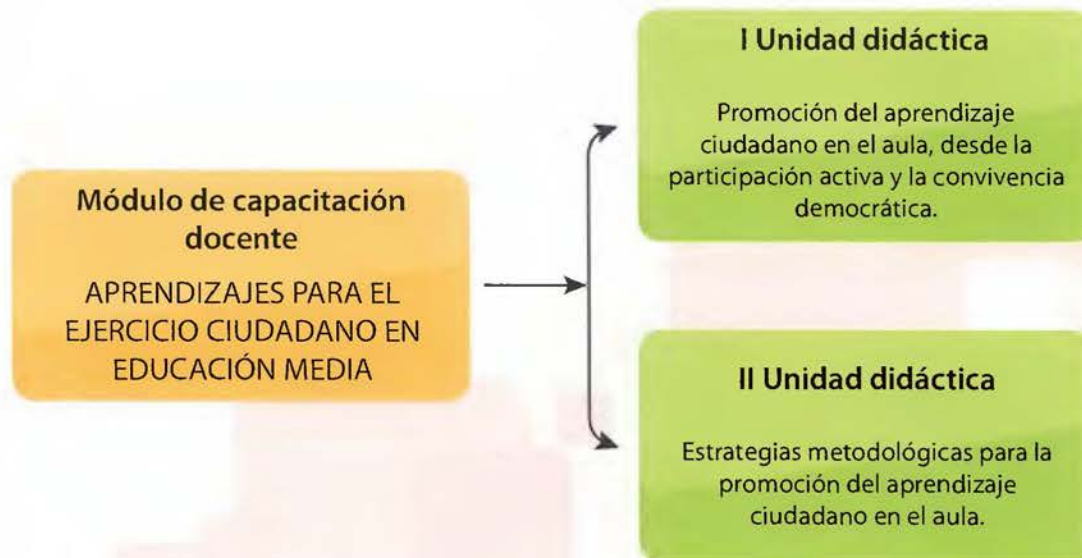 Módulo de capacitación
docente
APRENDIZAJES PARA EL
EJERCICIO CIUDADANO EN
EDUCACIÓN MEDIA
I Unidad didáctica
Promoción del aprendizaje
ciudadano en el aula, desde la
participación activa y la convivencia
democrática.
II Unidad didáctica
Estrategias metodológicas para la
promoción del aprendizaje
ciudadano en el aula.